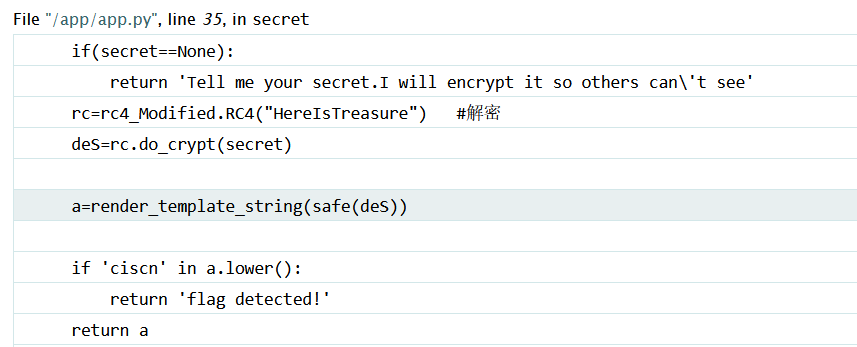 File "/app/app.py", line 35, in secret
if(secret==None):
return 'Tell me your secret.I will encrypt it so others can\'t see'
rc=rc4_Modified.RC4("HereIsTreasure")   #解密
deS=rc.do_crypt(secret)
a=render_template_string(safe(deS))
if 'ciscn' in a.lower():
return 'flag detected!'
return a